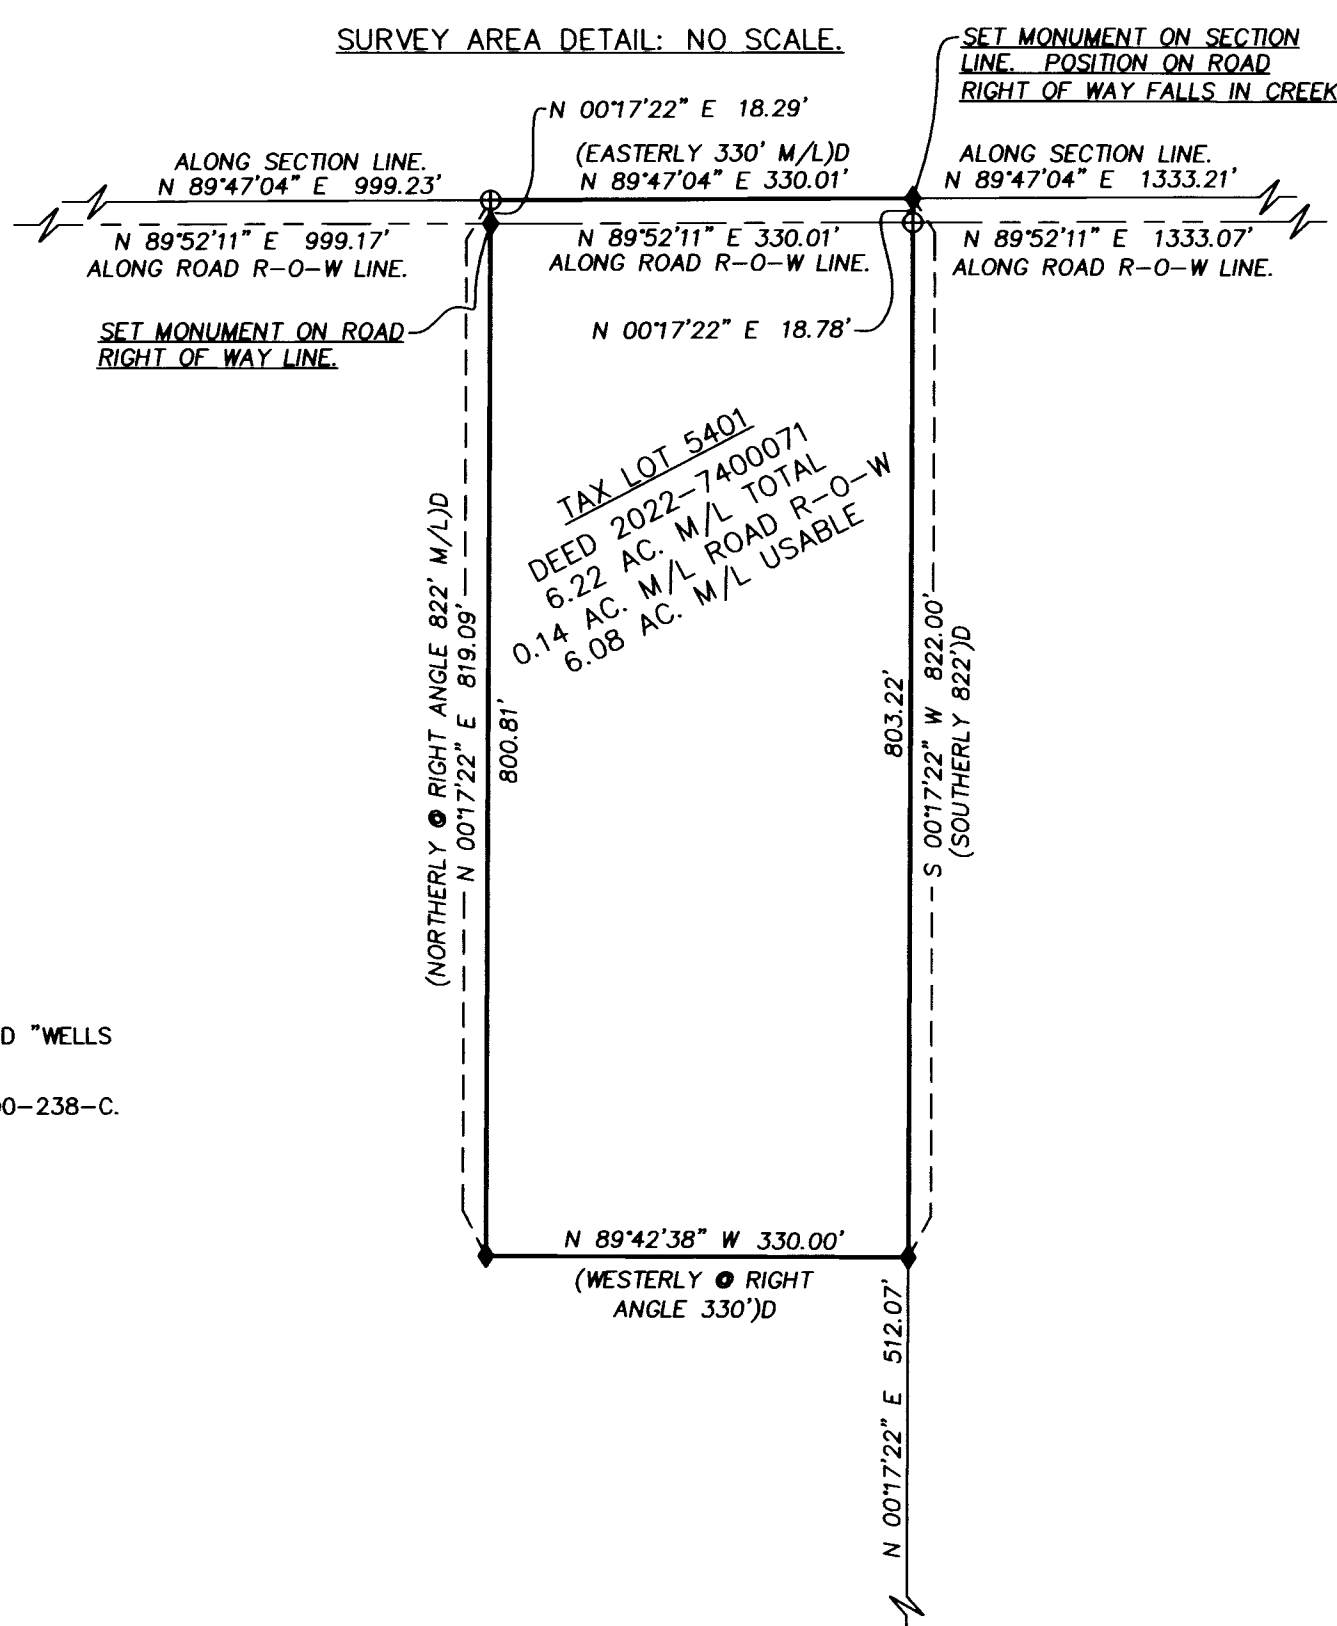 SURVEY AREA DETAIL: NO SCALE.
SET MONUMENT ON SECTION
LINE. POSITION ON ROAD
RIGHT OF WAY FALLS IN CREEK
N 00°17'22" E 18.29'
ALONG SECTION LINE.
N 89°47'04" E 999.23'
(EASTERLY 330' M/L)D
N 89°47'04" E 330.01'
ALONG SECTION LINE.
N 89°47'04" E 1333.21'
N 89°52'11" E 999.17'
ALONG ROAD R-O-W LINE.
N 89°52'11" E 330.01'
ALONG ROAD R-O-W LINE.
N 89°52'11" E 1333.07'
ALONG ROAD R-O-W LINE.
SET MONUMENT ON ROAD
RIGHT OF WAY LINE.
N 00°17'22" E 18.78'
TAX LOT 5401
DEED 2022-7400071
6.22 AC. M/L TOTAL
0.14 AC. M/L ROAD R-O-W
6.08 AC. M/L USABLE
(NORTHERLY @ RIGHT ANGLE 822' M/L)D
N 00°17'22" E 819.09'
800.81'
803.22'
S 00°17'22" W 822.00'
(SOUTHERLY 822')D
D "WELLS
0-238-C.
N 89°42'38" W 330.00'
(WESTERLY @ RIGHT
ANGLE 330')D
N 00°17'22" E 512.07'